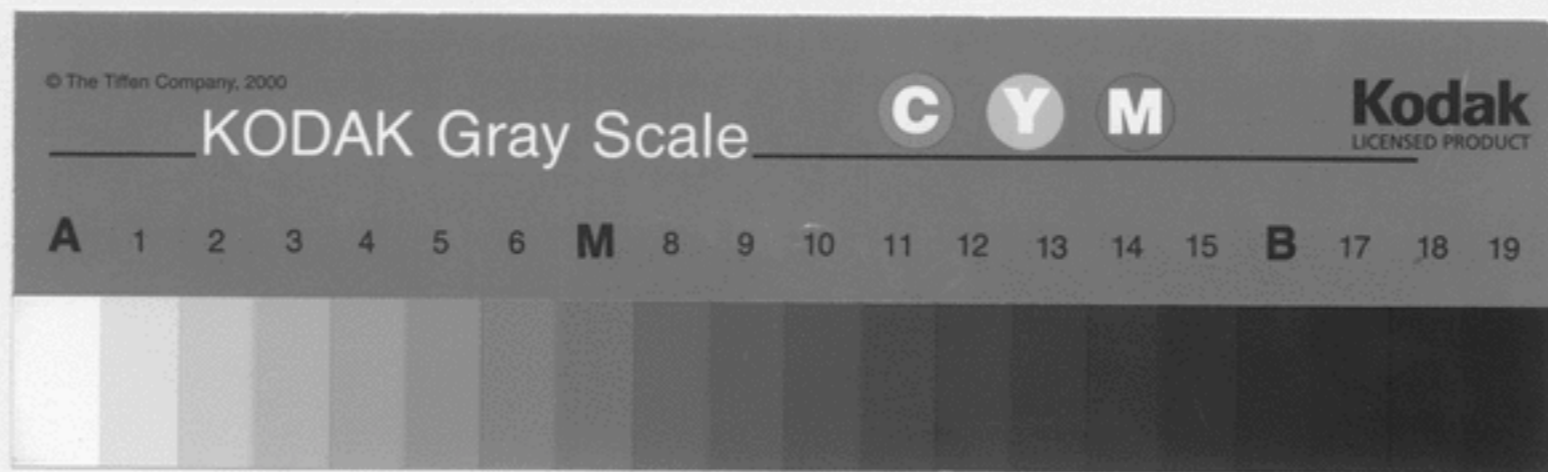 © The Tiffen Company, 2000
KODAK Gray Scale
C Y M
Kodak
LICENSED PRODUCT
A 1 2 3 4 5 6 M 8 9 10 11 12 13 14 15 B 17 18 19